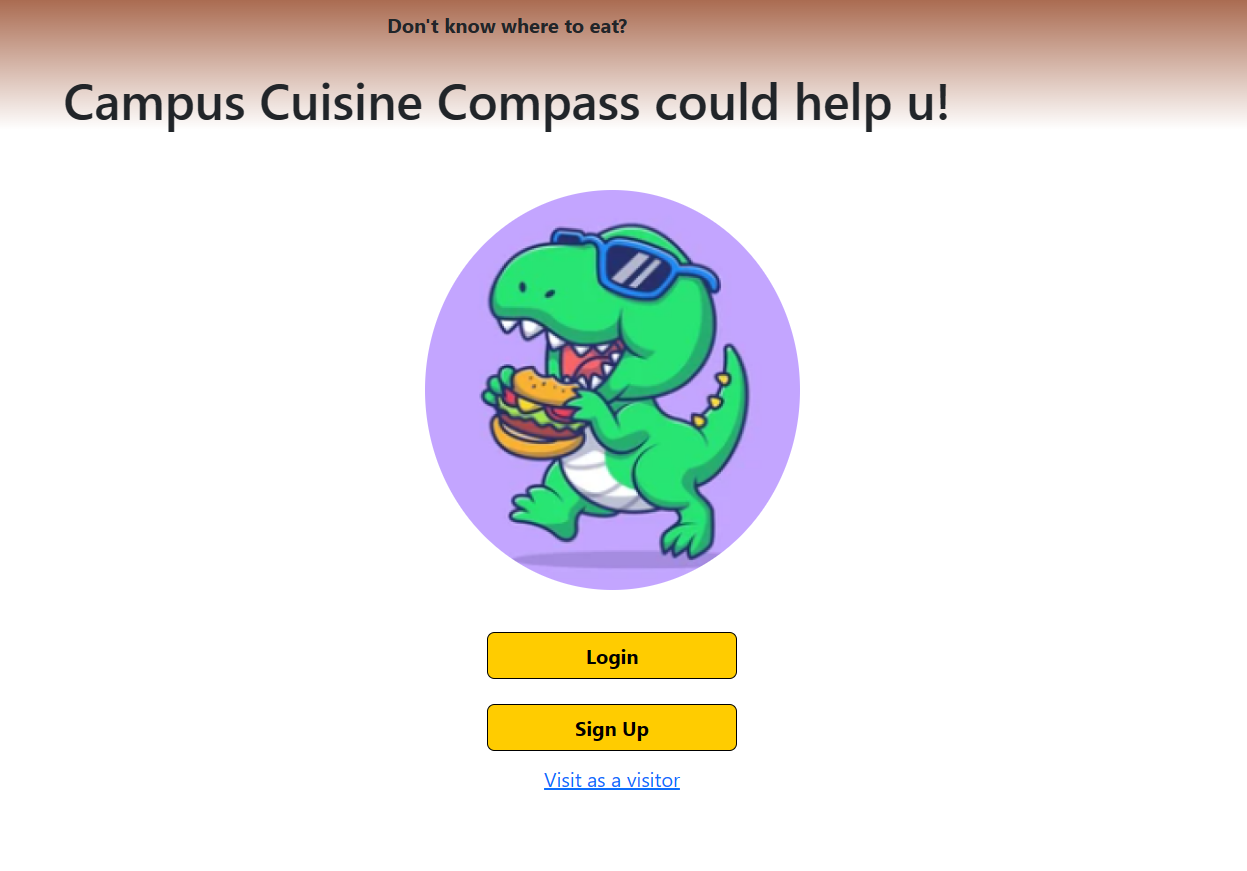 Don't know where to eat?
Campus Cuisine Compass could help u!
Login
Sign Up
Visit as a visitor